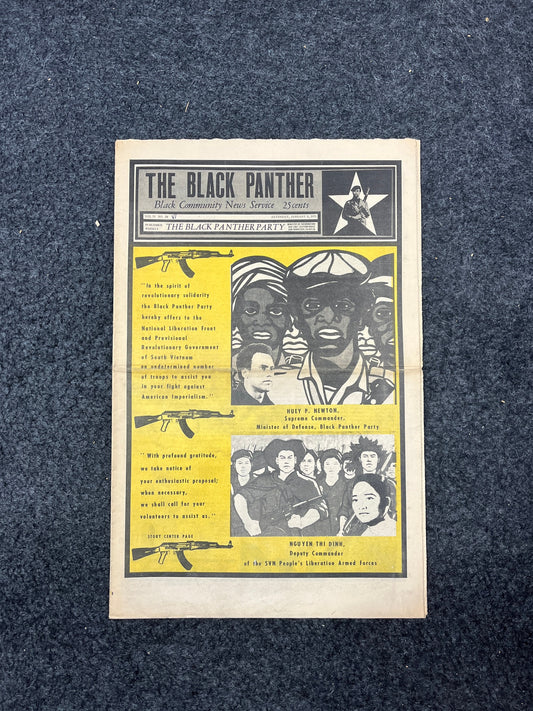 THE BLACK PANTHER
Black Community News Service 25cents
SATURDAY, JANUARY
PUBLISHED
WEEKLY
THE BLACK PANTHER PARTY
"In the spirit of
revolutionary solidarity
the Black Panther Party
hereby offers to the
National Liberation Front
and Provisional
Revolutionary Government
of South Vietnam
an undetermined number
of troops to assist you
in your fight against
American Imperialism."
HUEY P. NEWTON,
Supreme Commander,
Minister of Defense, Black Panther Party
"With profound gratitude,
we take notice of
your enthusiastic proposal;
when necessary,
we shall call for your
volunteers to assist us."
STORY CENTER PAGE
NGUYEN THI DINH,
Deputy Commander
of the SVN People's Liberation Armed Forces